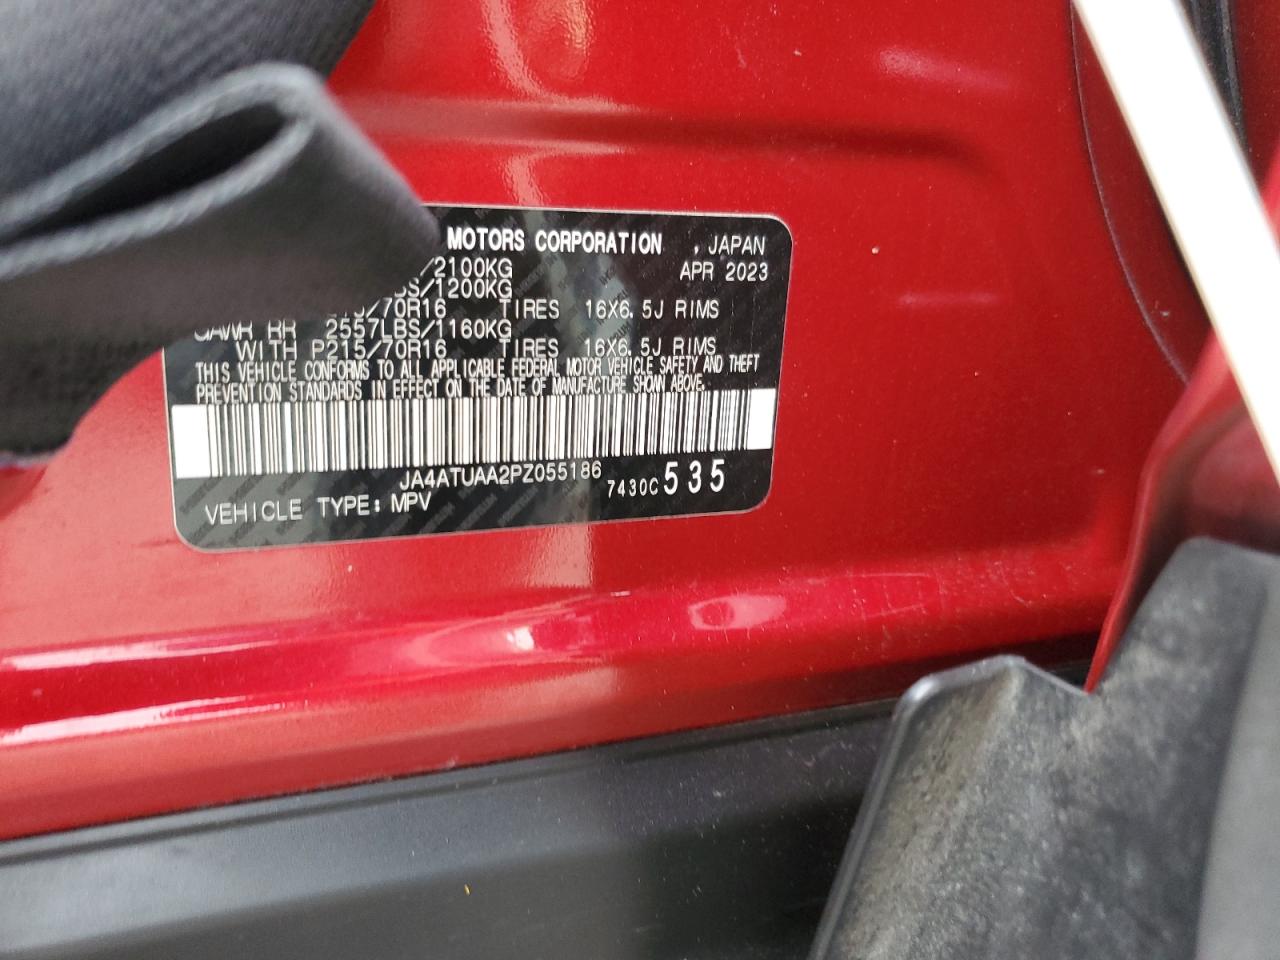 MOTORS CORPORATION , JAPAN
/2100KG APR 2023
/1200KG
/70R16 TIRES 16X6.5J RIMS
GAWR RR 2557LBS/1160KG
WITH P215/70R16 TIRES 16X6.5J RIMS
THIS VEHICLE CONFORMS TO ALL APPLICABLE FEDERAL MOTOR VEHICLE SAFETY AND THEFT
PREVENTION STANDARDS IN EFFECT ON THE DATE OF MANUFACTURE SHOWN ABOVE.
JA4ATUAA2PZ055186
7430C 535
VEHICLE TYPE: MPV